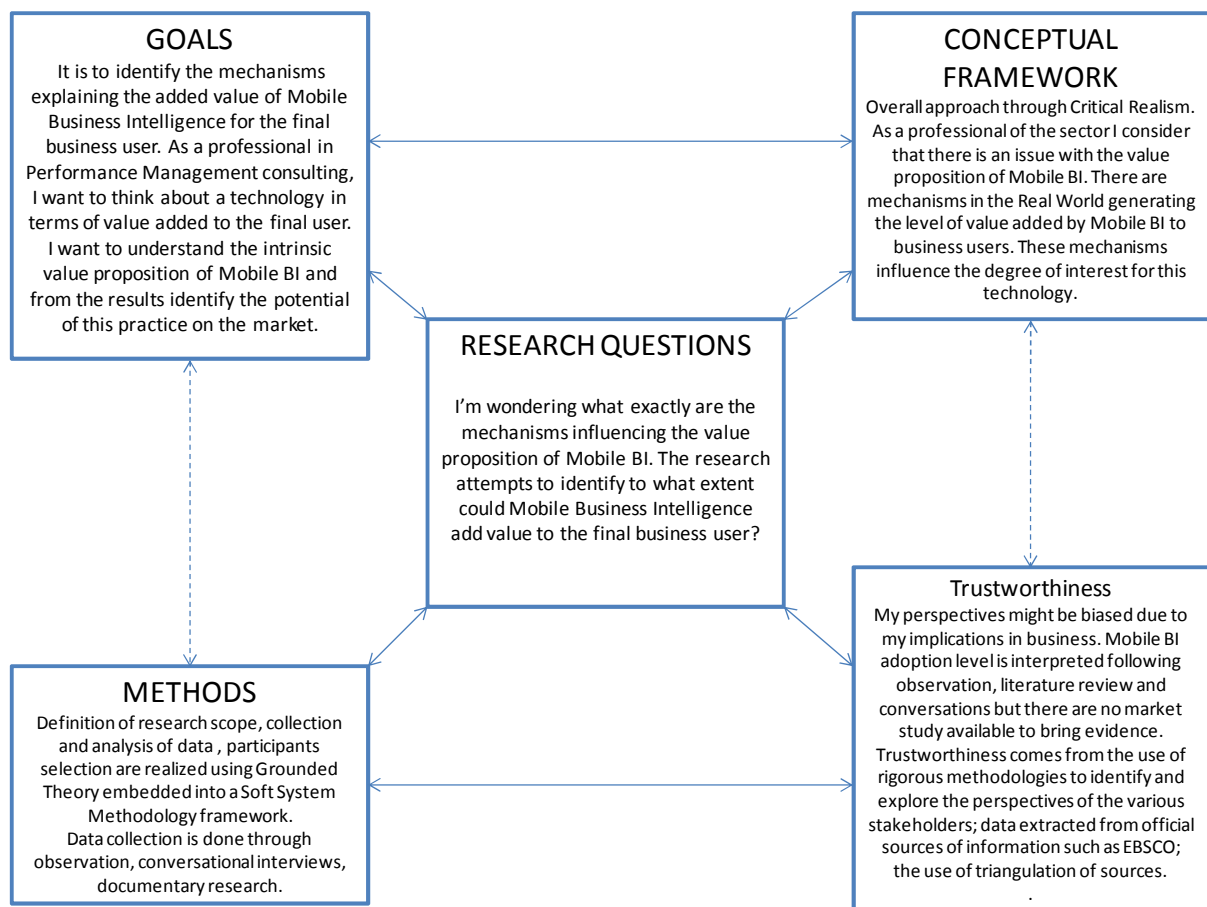 GOALS
It is to identify the mechanisms
explaining the added value of Mobile
Business Intelligence for the final
business user. As a professional in
Performance Management consulting,
I want to think about a technology in
terms of value added to the final user.
I want to understand the intrinsic
value proposition of Mobile BI and
from the results identify the potential
of this practice on the market.
CONCEPTUAL
FRAMEWORK
Overall approach through Critical Realism.
As a professional of the sector I consider
that there is an issue with the value
proposition of Mobile BI. There are
mechanisms in the Real World generating
the level of value added by Mobile BI to
business users. These mechanisms
influence the degree of interest for this
technology.
RESEARCH QUESTIONS
I'm wondering what exactly are the
mechanisms influencing the value
proposition of Mobile BI. The research
attempts to identify to what extent
could Mobile Business Intelligence
add value to the final business user?
METHODS
Definition of research scope, collection
and analysis of data , participants
selection are realized using Grounded
Theory embedded into a Soft System
Methodology framework.
Data collection is done through
observation, conversational interviews,
documentary research.
Trustworthiness
My perspectives might be biased due to
my implications in business. Mobile BI
adoption level is interpreted following
observation, literature review and
conversations but there are no market
study available to bring evidence.
Trustworthiness comes from the use of
rigorous methodologies to identify and
explore the perspectives of the various
stakeholders; data extracted from official
sources of information such as EBSCO;
the use of triangulation of sources.
.